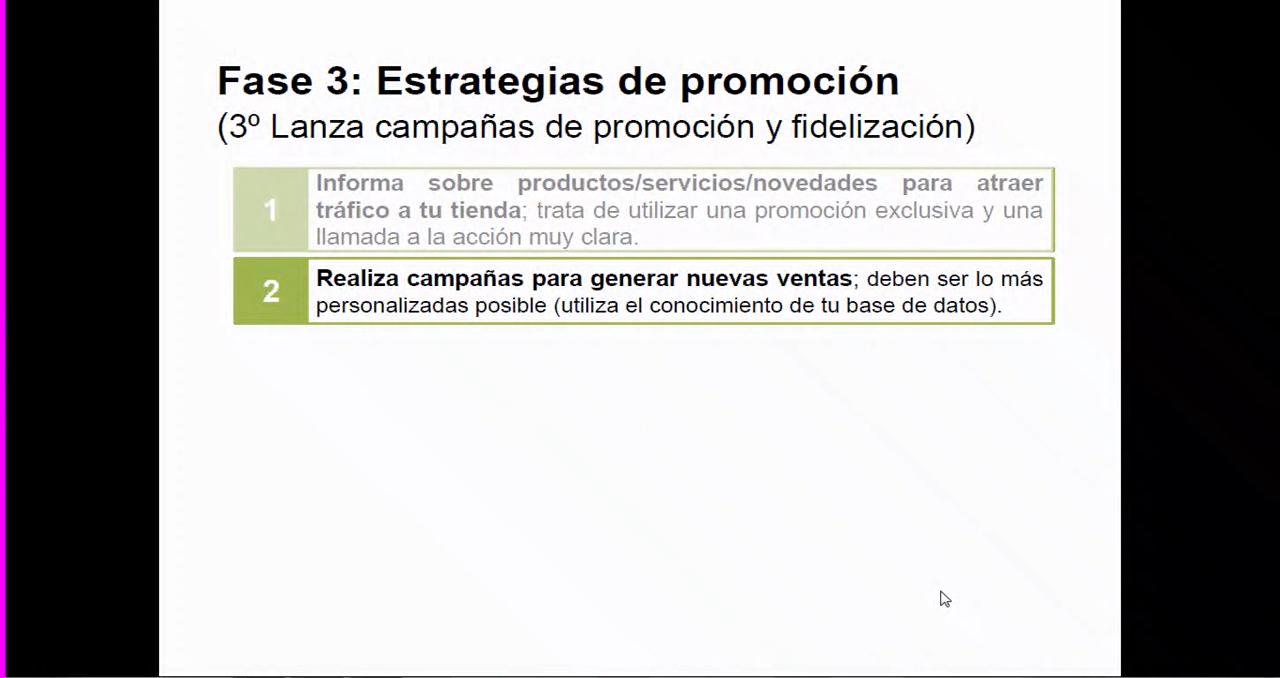 Fase 3: Estrategias de promoción
(3º Lanza campañas de promoción y fidelización)
1
Informa sobre productos/servicios/novedades para atraer
tráfico a tu tienda; trata de utilizar una promoción exclusiva y una
llamada a la acción muy clara.
2
Realiza campañas para generar nuevas ventas; deben ser lo más
personalizadas posible (utiliza el conocimiento de tu base de datos).